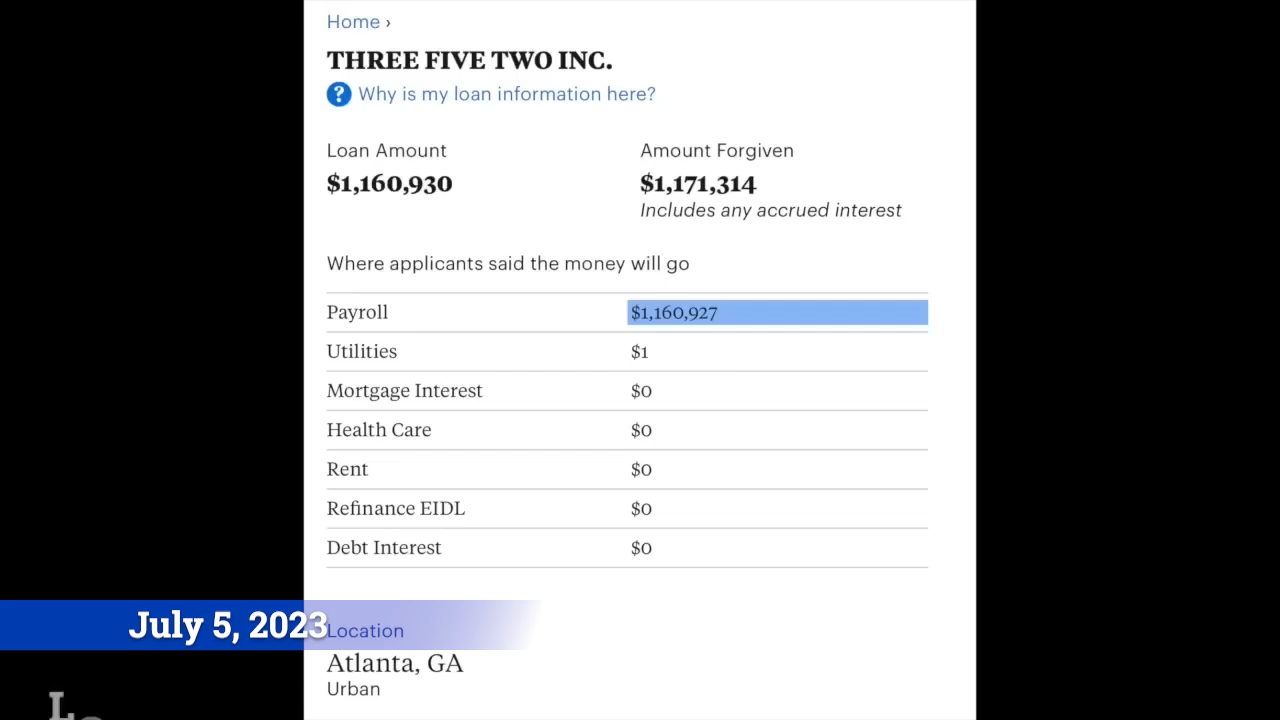 Home ›
THREE FIVE TWO INC.
? Why is my loan information here?
Loan Amount Amount Forgiven
$1,160,930 $1,171,314
Includes any accrued interest
Where applicants said the money will go
Payroll $1,160,927
Utilities $1
Mortgage Interest $0
Health Care $0
Rent $0
Refinance EIDL $0
Debt Interest $0
July 5, 2023
Location
Atlanta, GA
Urban